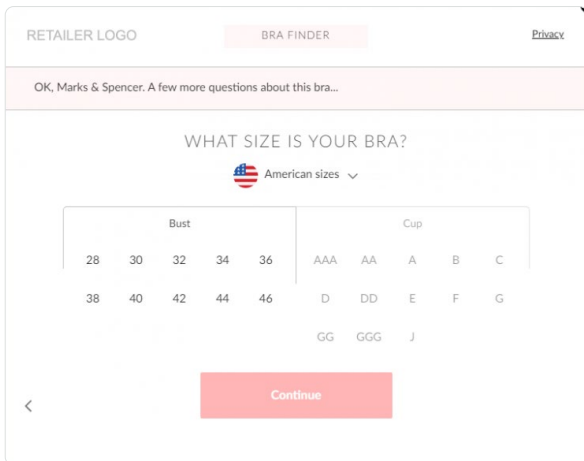 RETAILER LOGO
BRA FINDER
Privacy
OK, Marks & Spencer. A few more questions about this bra...
WHAT SIZE IS YOUR BRA?
American sizes
Bust
Cup
28 30 32 34 36 AAA AA A B C
38 40 42 44 46 D DD E F G
GG GGG J
Continue